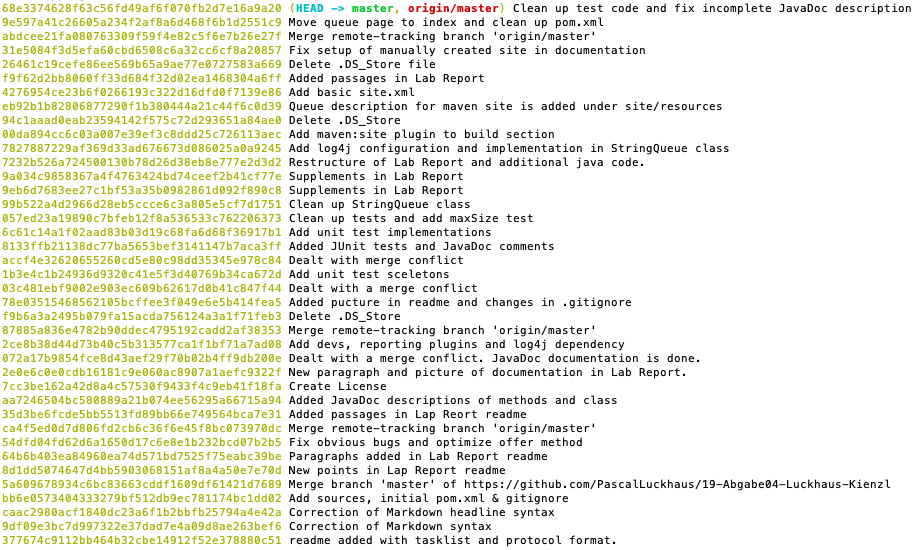 68e3374628f63c56fd49af6f070fb2d7e16a9a20 (HEAD -> master, origin/master) Clean up test code and fix incomplete JavaDoc description
9e597a41c26605a234f2af8a6d468f6b1d2551c9 Move queue page to index and clean up pom.xml
abdcee21fa080763309f59f4e82c5f6e7b26e27f Merge remote-tracking branch 'origin/master'
31e5084f3d5efa60cbd6508c6a32cc6cf8a20857 Fix setup of manually created site in documentation
26461c19cefe86ee569b65a9ae77e0727583a669 Delete .DS_Store file
f9f62d2bb8060ff33d684f32d02ea1468304a6ff Added passages in Lab Report
4276954ce23b6f0266193c322d16dfd0f7139e86 Add basic site.xml
eb92b1b82806877290f1b380444a21c44f6c0d39 Queue description for maven site is added under site/resources
94c1aaad0eab23594142f575c72d293651a84ae0 Delete .DS_Store
00da894cc6c03a007e39ef3c8ddd25c726113aec Add maven:site plugin to build section
7827887229af369d33ad676673d086025a0a9245 Add log4j configuration and implementation in StringQueue class
7232b526a724500130b78d26d38eb8e777e2d3d2 Restructure of Lab Report and additional java code.
9a034c9858367a4f4763424bd74ceef2b41cf77e Supplements in Lab Report
9eb6d7683ee27c1bf53a35b0982861d092f890c8 Supplements in Lab Report
99b522a4d2966d28eb5ccce6c3a805e5cf7d1751 Clean up StringQueue class
057ed23a19890c7bfeb12f8a536533c762206373 Clean up tests and add maxSize test
6c61c14a1f02aad83b03d19c68fa6d68f36917b1 Add unit test implementations
8133ffb21138dc77ba5653bef3141147b7aca3ff Added JUnit tests and JavaDoc comments
accf4e32620655260cd5e80c98dd35345e978c84 Dealt with merge conflict
1b3e4c1b24936d9320c41e5f3d40769b34ca672d Add unit test sceletons
03c481ebf9002e903ec609b62617d0b41c847f44 Dealt with a merge conflict
78e03515468562105bcffee3f049e6e5b414fea5 Added pucture in readme and changes in .gitignore
f9b6a3a2495b079fa15acda756124a3a1f71feb3 Delete .DS_Store
87885a836e4782b90ddec4795192cadd2af38353 Merge remote-tracking branch 'origin/master'
2ce8b38d44d73b40c5b313577ca1f1bf71a7ad08 Add devs, reporting plugins and log4j dependency
072a17b9854fce8d43aef29f70b02b4ff9db200e Dealt with a merge conflict. JavaDoc documentation is done.
2e0e6c0e0cdb16181c9e060ac8907a1aefc9322f New paragraph and picture of documentation in Lab Report.
7cc3be162a42d8a4c57530f9433f4c9eb41f18fa Create License
aa7246504bc580889a21b074ee56295a66715a94 Added JavaDoc descriptions of methods and class
35d3be6fcde5bb5513fd89bb66e749564bca7e31 Added passages in Lap Reort readme
ca4f5ed0d7d806fd2cb6c36f6e45f8bc073970dc Merge remote-tracking branch 'origin/master'
54dfd04fd62d6a1650d17c6e8e1b232bcd07b2b5 Fix obvious bugs and optimize offer method
64b6b403ea84960ea74d571bd7525f75eabc39be Paragraphs added in Lab Report readme
8d1dd5074647d4bb5903068151af8a4a50e7e70d New points in Lap Report readme
5a609678934c6bc83663cddf1609df61421d7689 Merge branch 'master' of https://github.com/PascalLuckhaus/19-Abgabe04-Luckhaus-Kienzl
bb6e0573404333279bf512db9ec781174bc1dd02 Add sources, initial pom.xml & gitignore
caac2980acf1840dc23a6f1b2bbfb25794a4e42a Correction of Markdown headline syntax
9df09e3bc7d997322e37dad7e4a09d8ae263bef6 Correction of Markdown syntax
377674c9112bb464b32cbe14912f52e378880c51 readme added with tasklist and protocol format.